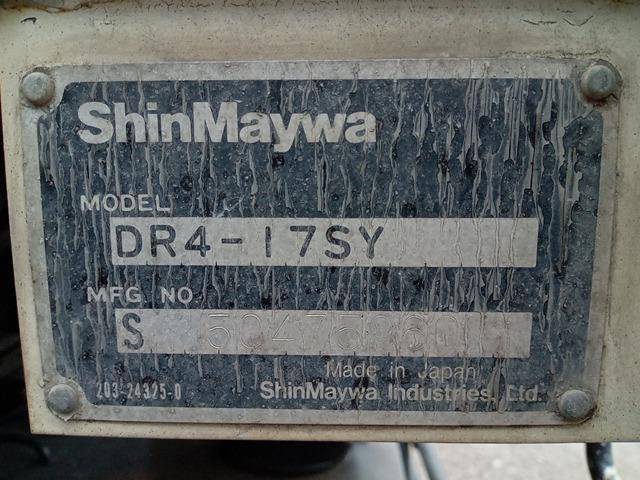 ShinMaywa
MODEL
DR4-17SY
MFG NO
S
Made in Japan
203-24325-0
ShinMaywa Industries, Ltd.